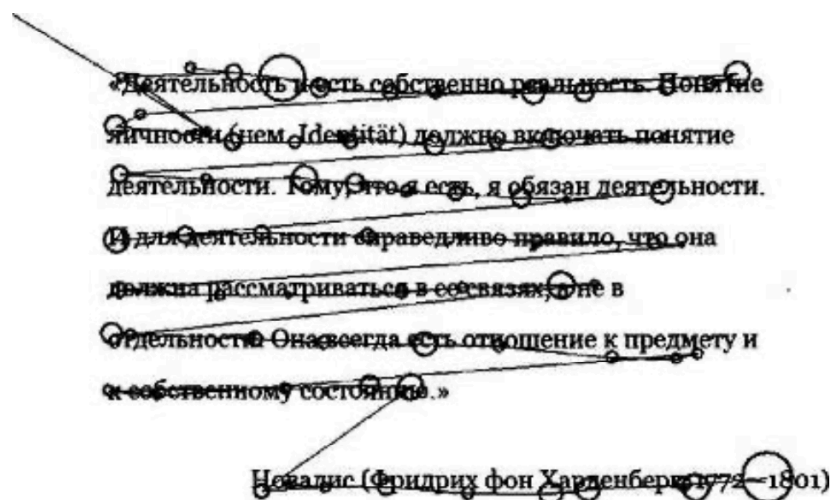 «Деятельность и есть собственно реальность. Понятие
личности (нем. Identität) должно включать понятие
деятельности. Тому, что я есть, я обязан деятельности.
И для деятельности справедливо правило, что она
должна рассматриваться в ее связях, а не в
отдельности. Она всегда есть отношение к предмету и
к собственному состоянию.»
Новалис (Фридрих фон Харденберг, 1772—1801)